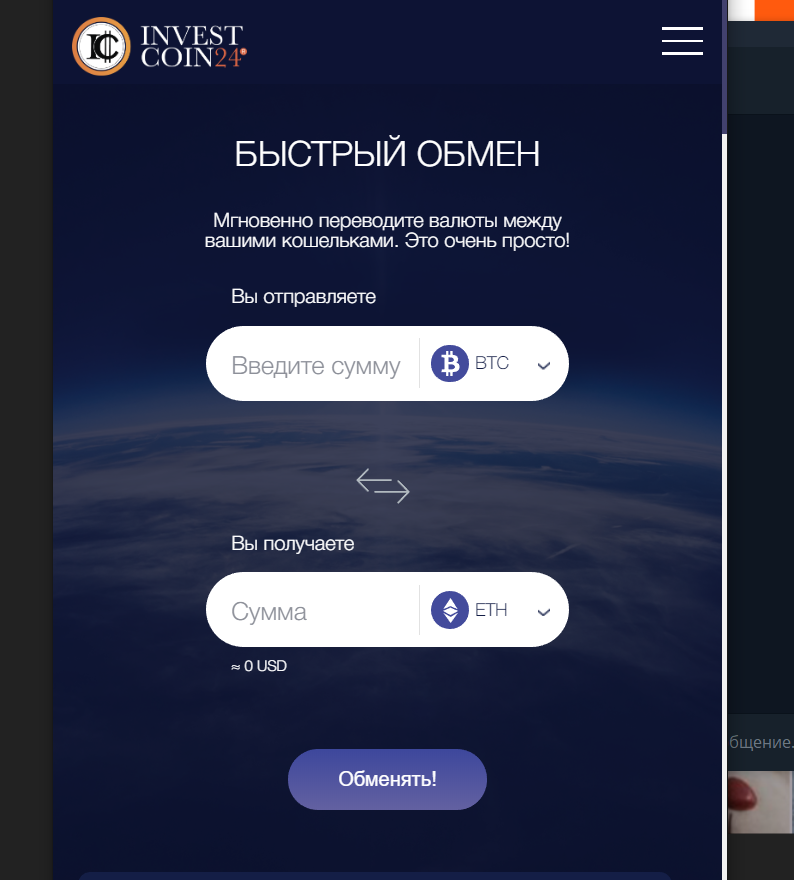 INVEST
COIN24
БЫСТРЫЙ ОБМЕН
Мгновенно переводите валюты между
вашими кошельками. Это очень просто!
Вы отправляете
Введите сумму
BTC
Вы получаете
Сумма
ETH
≈ 0 USD
Обменять!
бщение.